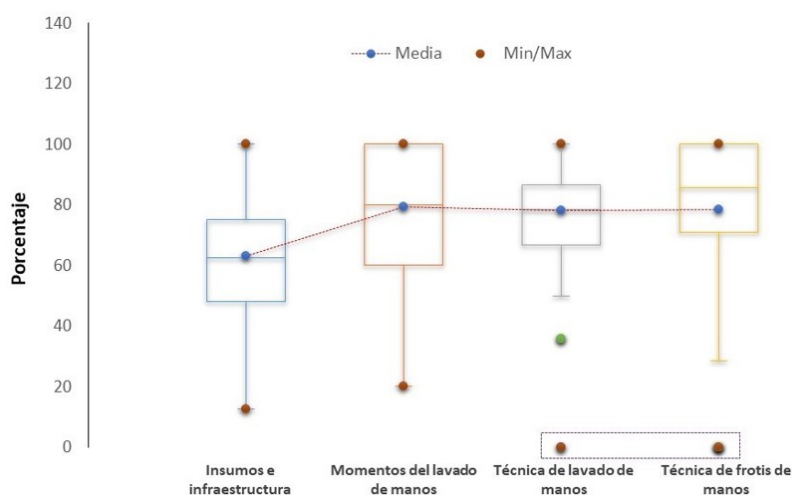 140
Media
Min/Max
120
100
80
60
40
20
0
Porcentaje
Insumos e
infraestructura
Momentos del lavado
de manos
Técnica de lavado de
manos
Técnica de frotis de
manos